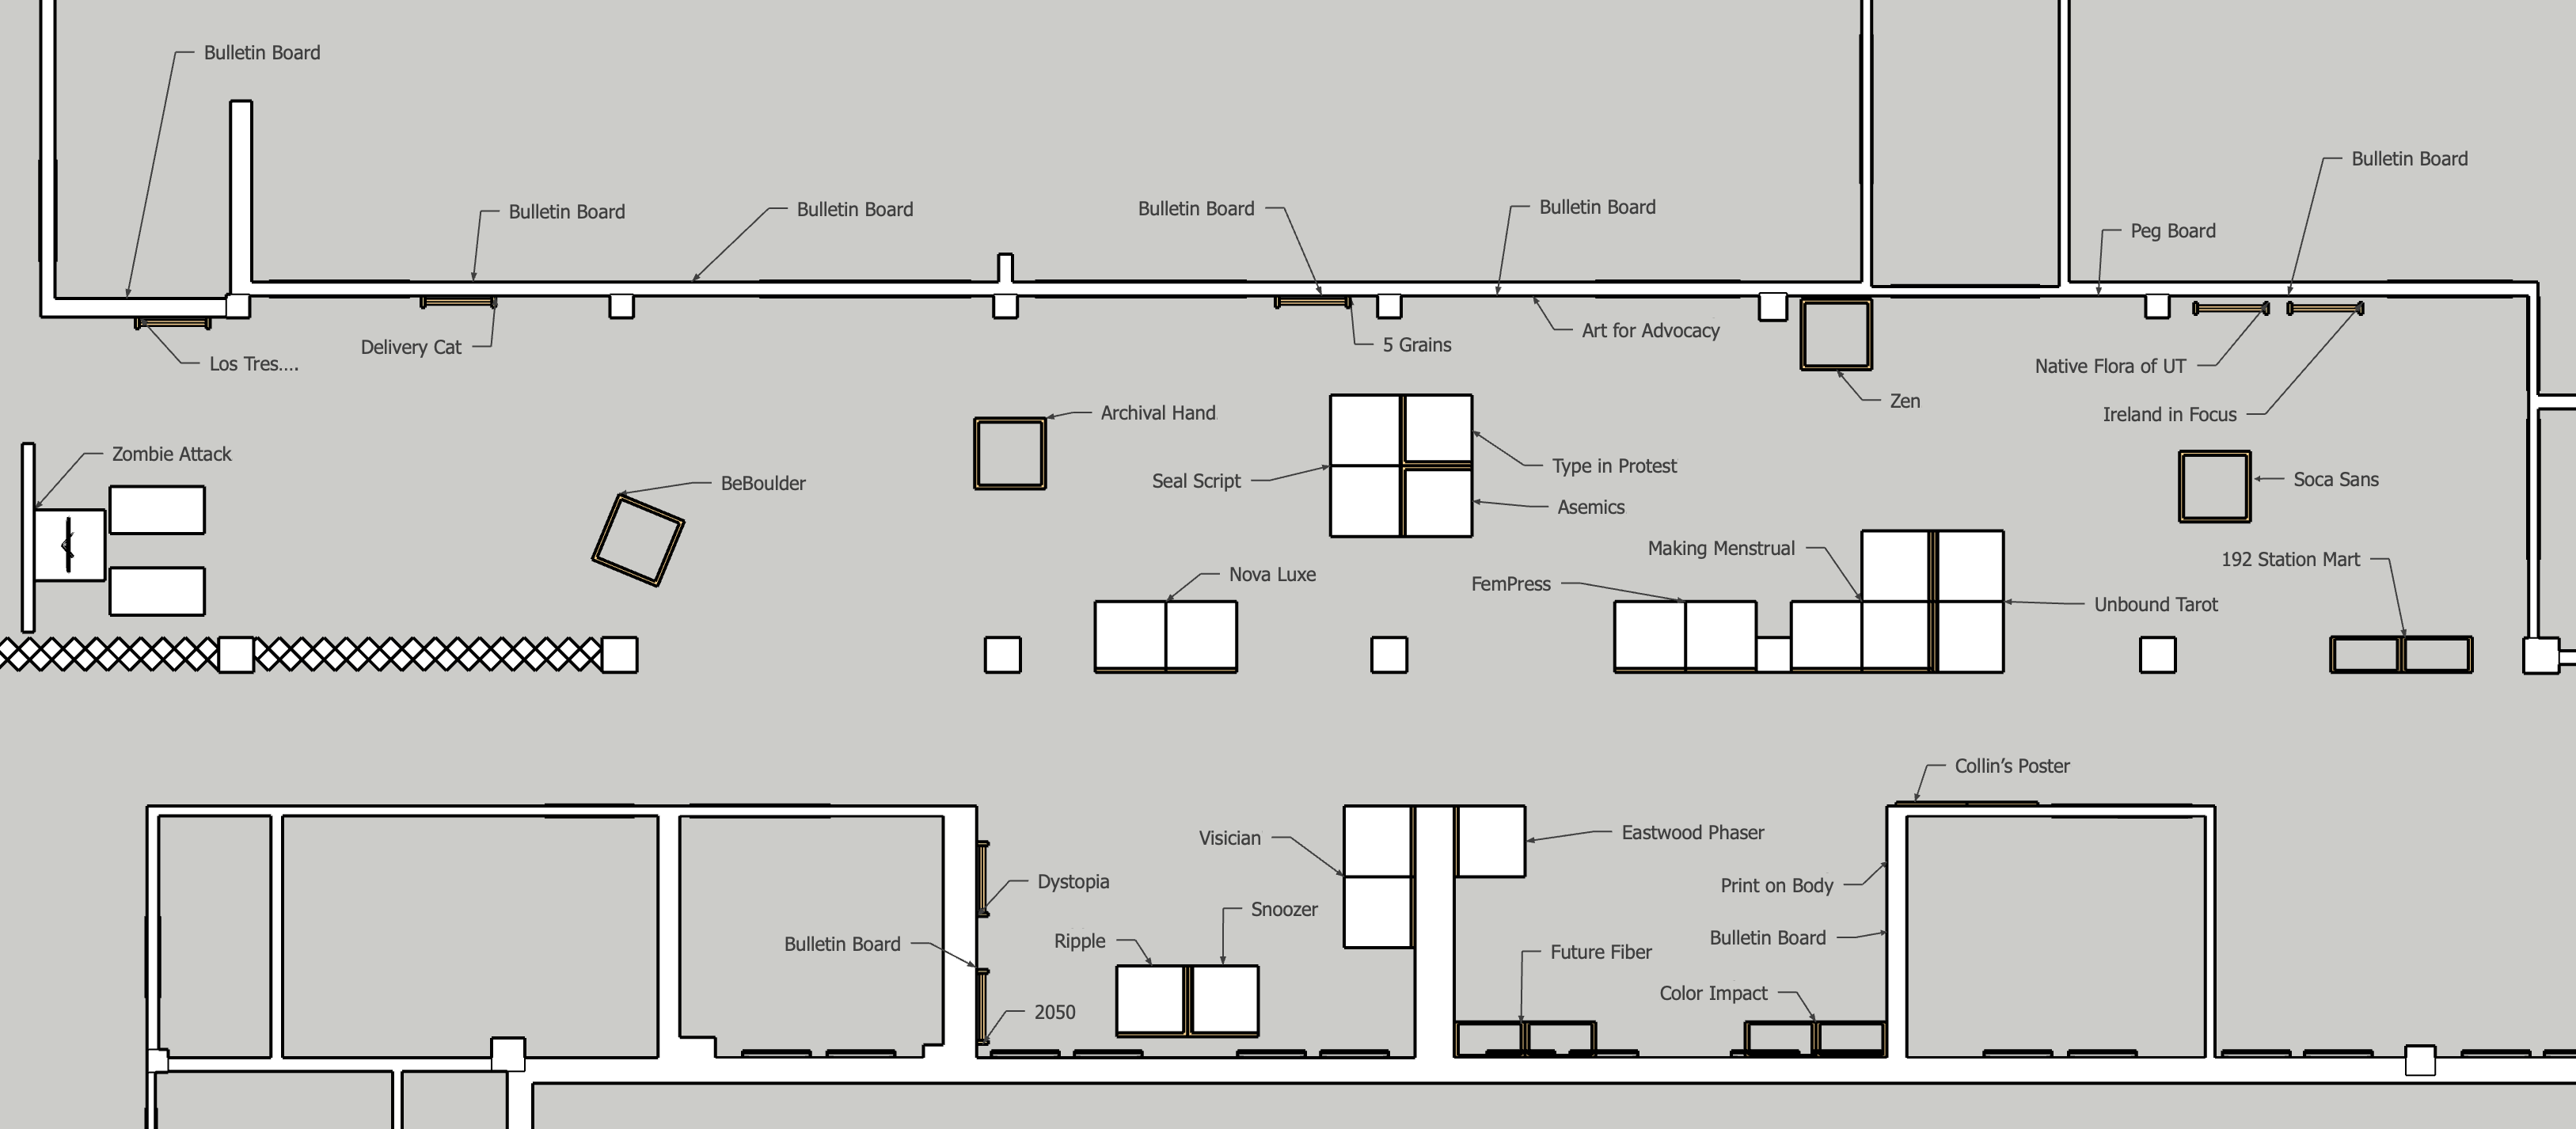 Bulletin Board
Bulletin Board
Bulletin Board
Bulletin Board
Bulletin Board
Bulletin Board
Peg Board
Los Tres....
Delivery Cat
5 Grains
Art for Advocacy
Native Flora of UT
Zen
Ireland in Focus
Archival Hand
Zombie Attack
BeBoulder
Seal Script
Type in Protest
Asemics
Soca Sans
Making Menstrual
192 Station Mart
Nova Luxe
FemPress
Unbound Tarot
Collin’s Poster
Visician
Eastwood Phaser
Dystopia
Print on Body
Snoozer
Bulletin Board
Ripple
Bulletin Board
Future Fiber
Color Impact
2050